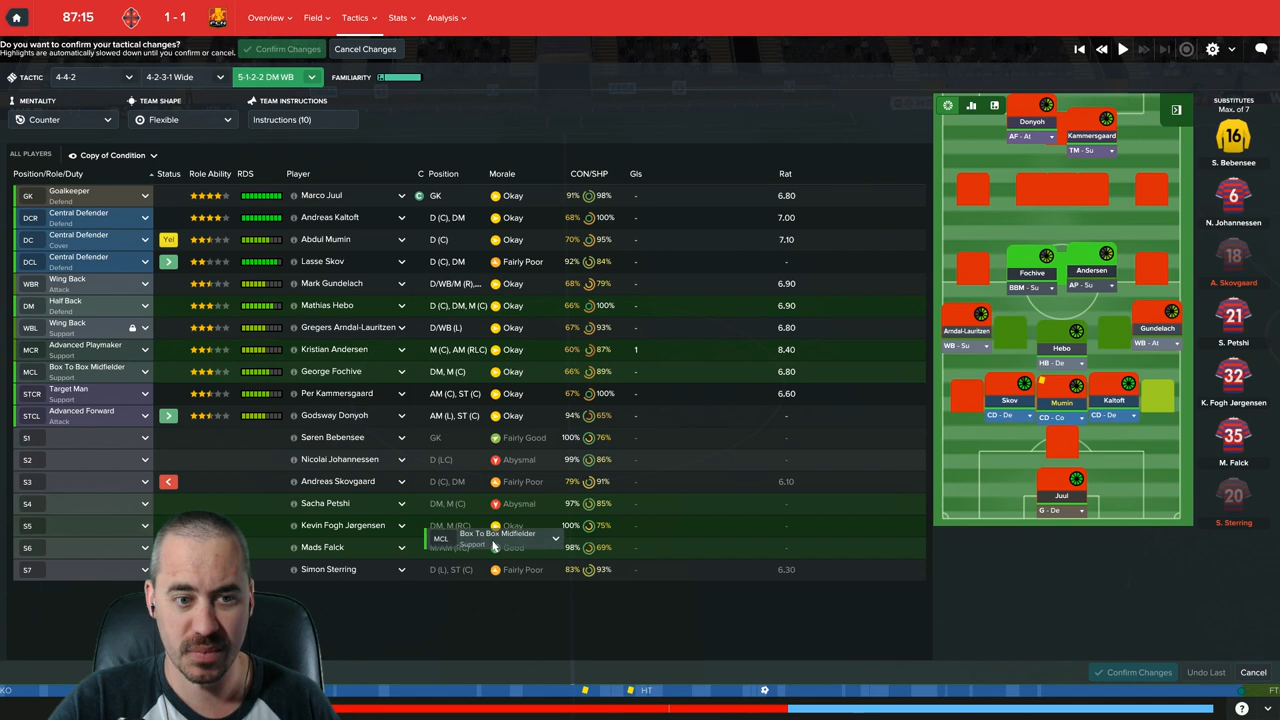 87:15
1 - 1
FCN
Overview
Field
Tactics
Stats
Analysis
Do you want to confirm your tactical changes?
Highlights are automatically slowed down until you confirm or cancel.
Confirm Changes
Cancel Changes
TACTIC
4-4-2
4-2-3-1 Wide
5-1-2-2 DM WB
FAMILIARITY
MENTALITY
TEAM SHAPE
TEAM INSTRUCTIONS
Counter
Flexible
Instructions (10)
ALL PLAYERS
Copy of Condition
Position/Role/Duty Status Role Ability RDS Player C Position Morale CON/SHP Gls Rat
GK Goalkeeper Defend Marco Juul C GK Okay 91% 98% - 6.80
DCR Central Defender Defend Andreas Kaltoft D (C), DM Okay 68% 100% - 7.00
DC Central Defender Cover Yel Abdul Mumin D (C) Okay 70% 95% - 7.10
DCL Central Defender Defend Lasse Skov D (C), DM Fairly Poor 92% 84% - -
WBR Wing Back Attack Mark Gundelach D/WB/M (R),... Okay 68% 79% - 6.90
DM Half Back Defend Mathias Hebo D (C), DM, M (C) Okay 66% 100% - 6.90
WBL Wing Back Support Gregers Arndal-Lauritzen D/WB (L) Okay 67% 93% - 6.80
MCR Advanced Playmaker Support Kristian Andersen M (C), AM (RLC) Okay 60% 87% 1 8.40
MCL Box To Box Midfielder Support George Fochive DM, M (C) Okay 66% 89% - 6.80
STCR Target Man Support Per Kammersgaard AM (C), ST (C) Okay 67% 100% - 6.60
STCL Advanced Forward Attack Godsway Donyoh AM (L), ST (C) Okay 94% 65% - -
S1 Søren Bebensee GK Fairly Good 100% 76% - -
S2 Nicolai Johannessen D (LC) Abysmal 99% 86% - -
S3 Andreas Skovgaard D (C), DM Fairly Poor 79% 91% - 6.10
S4 Sacha Petshi DM, M (C) Abysmal 97% 85% - -
S5 Kevin Fogh Jørgensen DM, M (RC) Okay 100% 75% - -
MCL Box To Box Midfielder Support
S6 Mads Falck Good 98% 69% - -
S7 Simon Sterring D (L), ST (C) Fairly Poor 83% 93% - 6.30
Donyoh
AF - At
Kammersgaard
TM - Su
Fochive
BBM - Su
Andersen
AP - Su
Arndal-Lauritzen
WB - Su
Gundelach
WB - At
Hebo
HB - De
Skov
CD - De
Mumin
CD - Co
Kaltoft
CD - De
Juul
G - De
SUBSTITUTES
Max. of 7
16
S. Bebensee
6
N. Johannessen
18
A. Skovgaard
21
S. Petshi
32
K. Fogh Jørgensen
35
M. Falck
20
S. Sterring
Confirm Changes
Undo Last
Cancel
KO
HT
FT